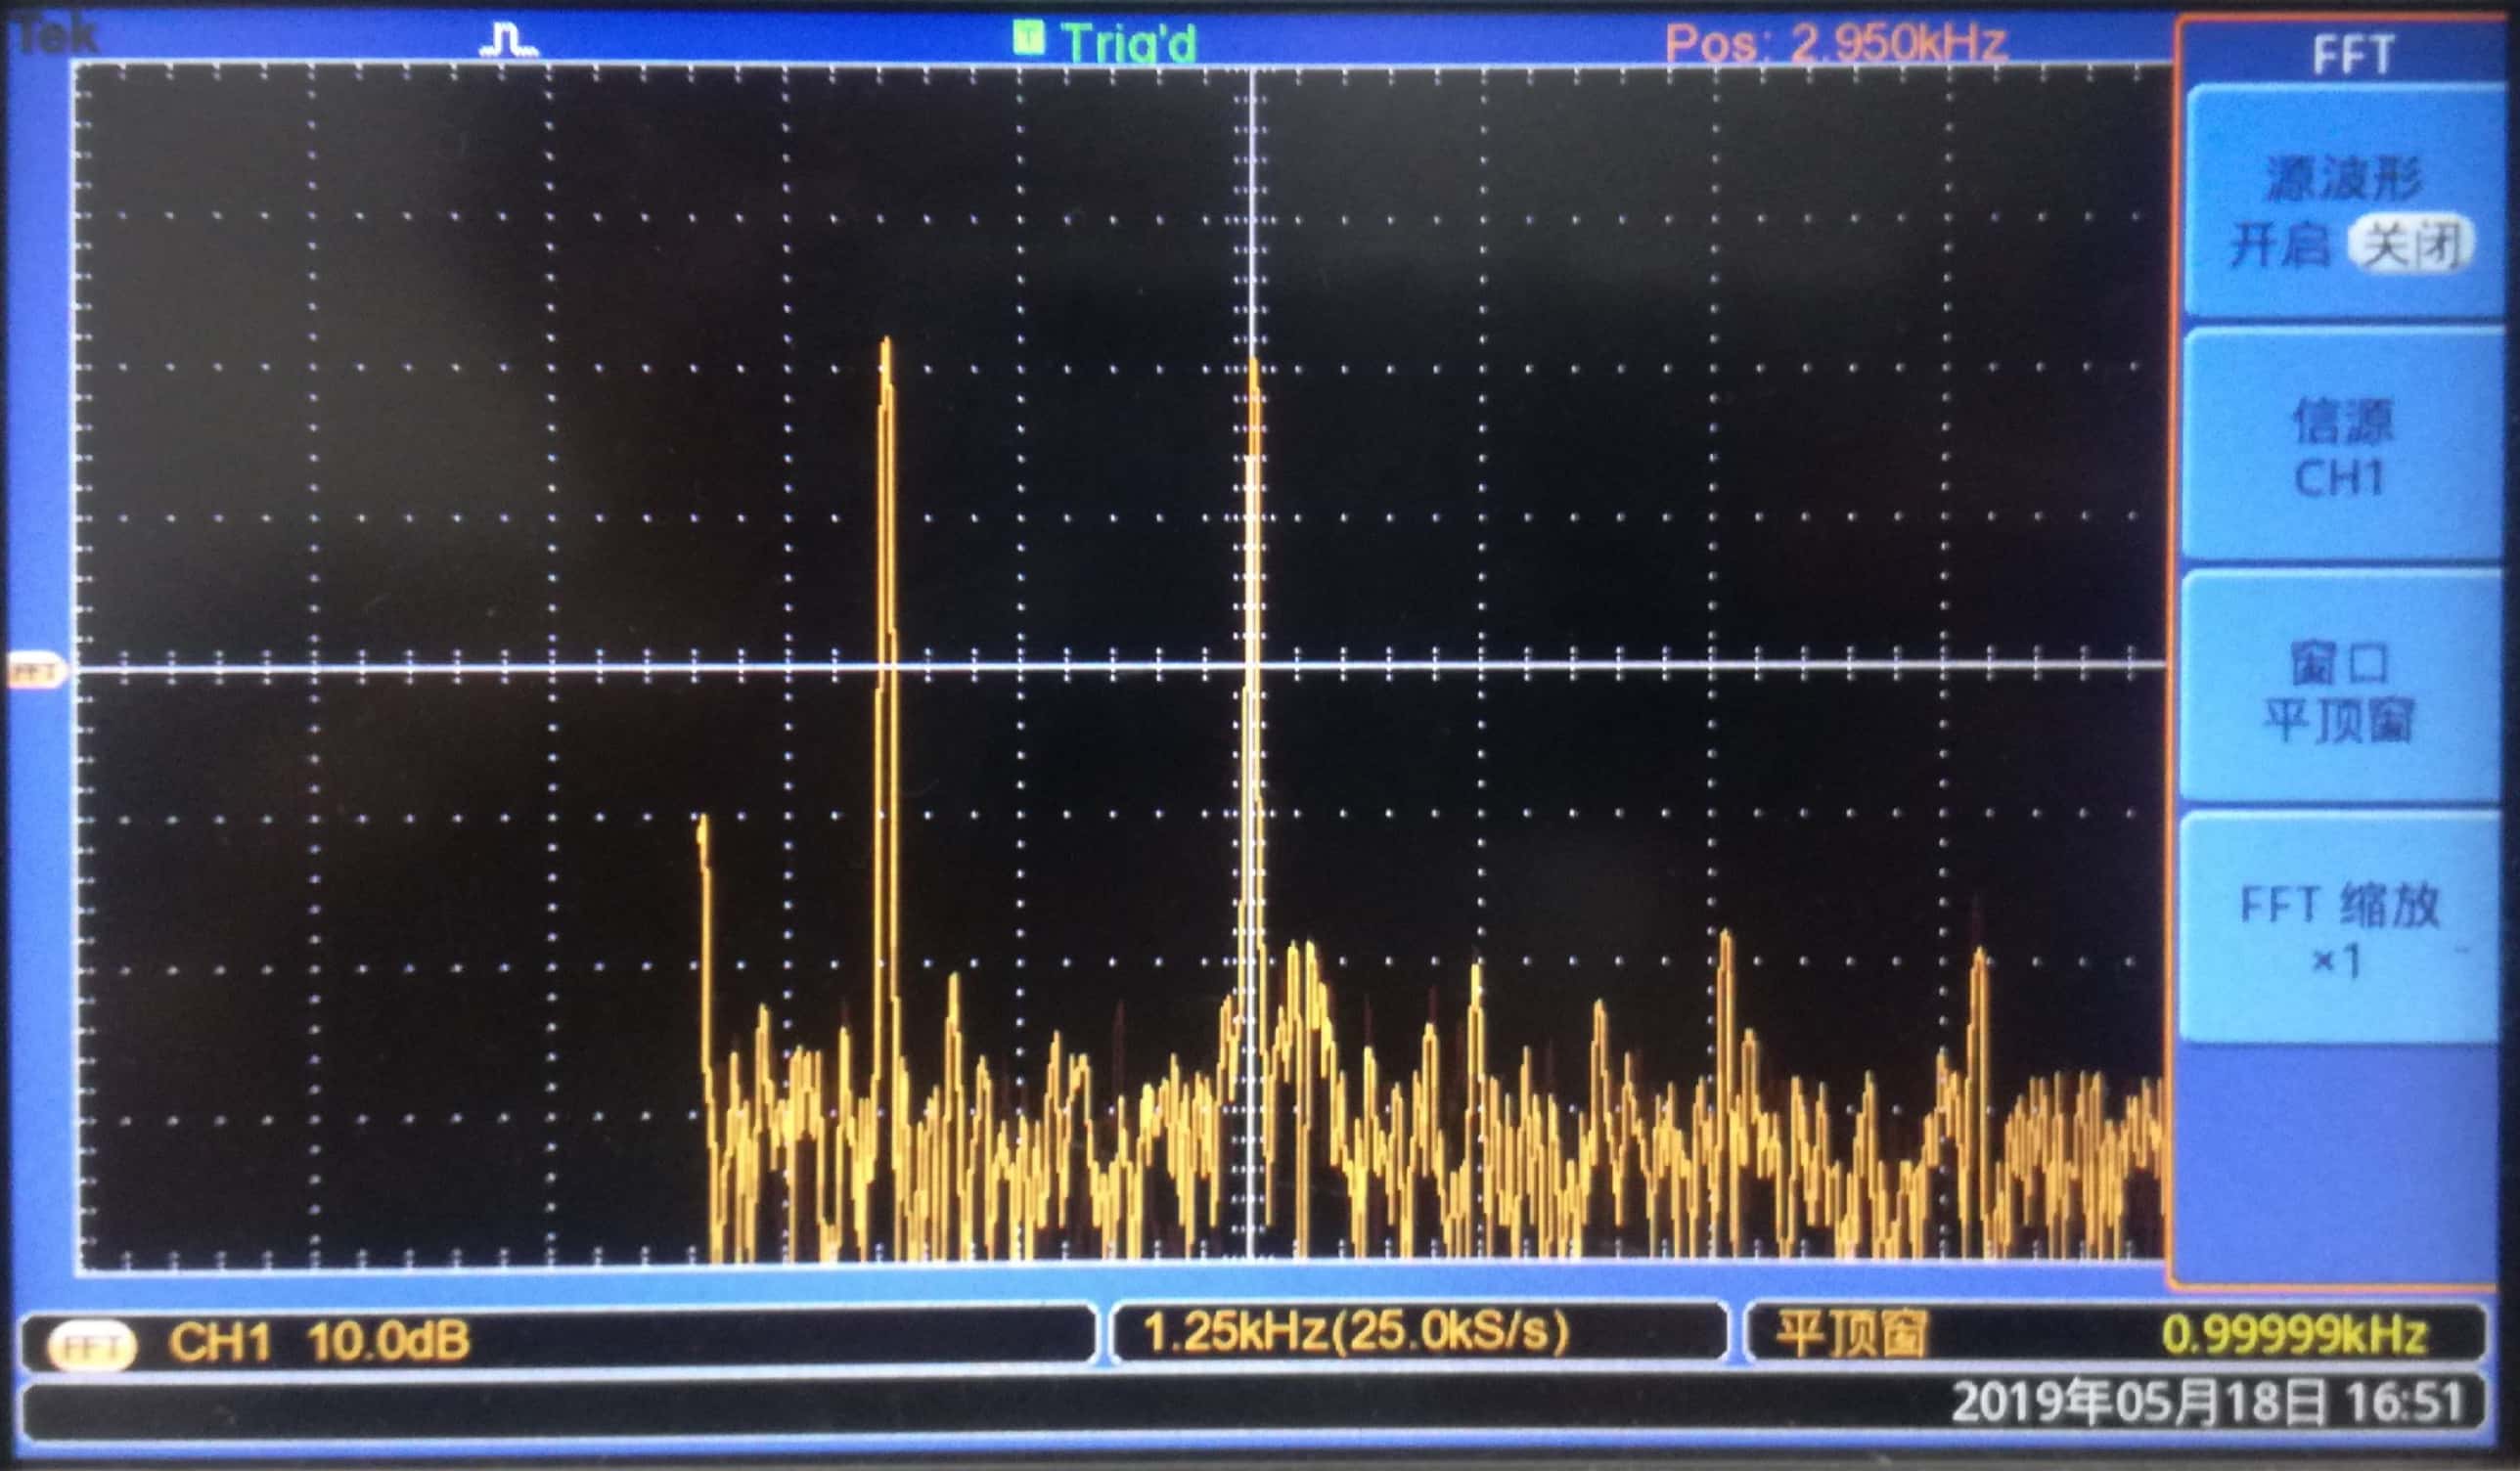 Tek
T Trig'd
Pos: 2.950kHz
FFT
源波形
开启 关闭
信源
CH1
窗口
平顶窗
FFT 缩放
×1
FFT
FFT CH1 10.0dB
1.25kHz(25.0kS/s)
平顶窗 0.99999kHz
2019年05月18日 16:51